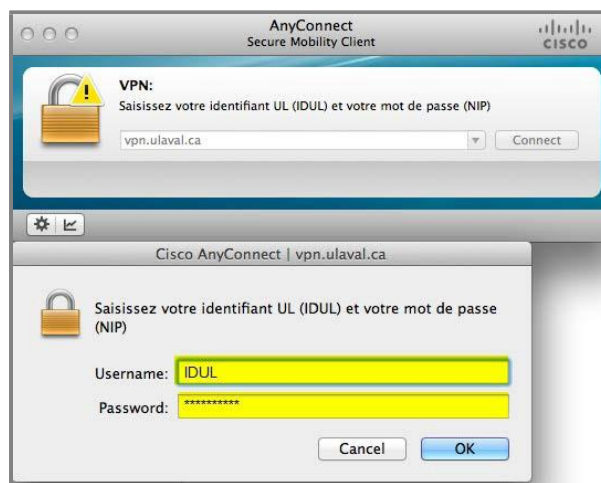 AnyConnect
Secure Mobility Client
CISCO
VPN:
Saisissez votre identifiant UL (IDUL) et votre mot de passe (NIP)
vpn.ulaval.ca
Connect
Cisco AnyConnect | vpn.ulaval.ca
Saisissez votre identifiant UL (IDUL) et votre mot de passe
(NIP)
Username: IDUL
Password: **********
Cancel OK